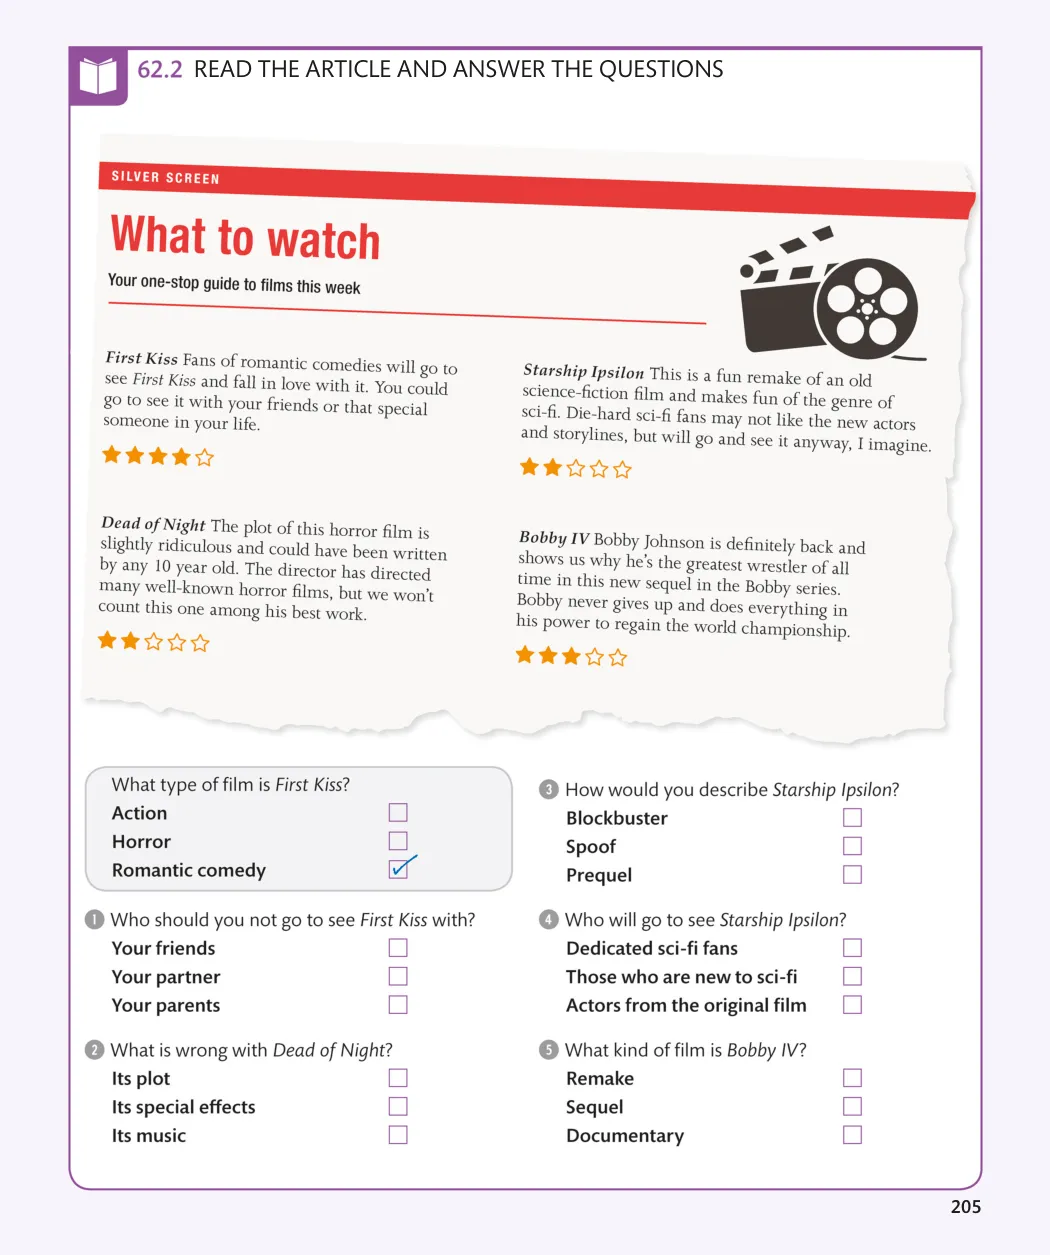 62.2 READ THE ARTICLE AND ANSWER THE QUESTIONS
SILVER SCREEN
What to watch
Your one-stop guide to films this week
First Kiss Fans of romantic comedies will go to
see First Kiss and fall in love with it. You could
go to see it with your friends or that special
someone in your life.
Starship Ipsilon This is a fun remake of an old
science-fiction film and makes fun of the genre of
sci-fi. Die-hard sci-fi fans may not like the new actors
and storylines, but will go and see it anyway, I imagine.
Dead of Night The plot of this horror film is
slightly ridiculous and could have been written
by any 10 year old. The director has directed
many well-known horror films, but we won't
count this one among his best work.
Bobby IV Bobby Johnson is definitely back and
shows us why he's the greatest wrestler of all
time in this new sequel in the Bobby series.
Bobby never gives up and does everything in
his power to regain the world championship.
What type of film is First Kiss?
Action
Horror
Romantic comedy
1 Who should you not go to see First Kiss with?
Your friends
Your partner
Your parents
2 What is wrong with Dead of Night?
Its plot
Its special effects
Its music
3 How would you describe Starship Ipsilon?
Blockbuster
Spoof
Prequel
4 Who will go to see Starship Ipsilon?
Dedicated sci-fi fans
Those who are new to sci-fi
Actors from the original film
5 What kind of film is Bobby IV?
Remake
Sequel
Documentary
205